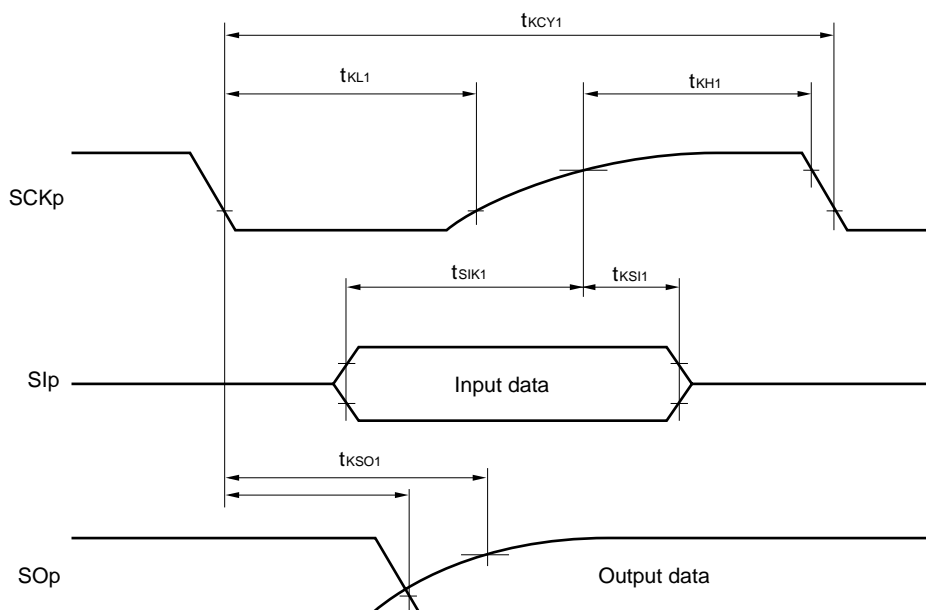 tKCY1
tKL1
tKH1
SCKp
tSIK1
tKSI1
SIp
Input data
tKSO1
SOp
Output data